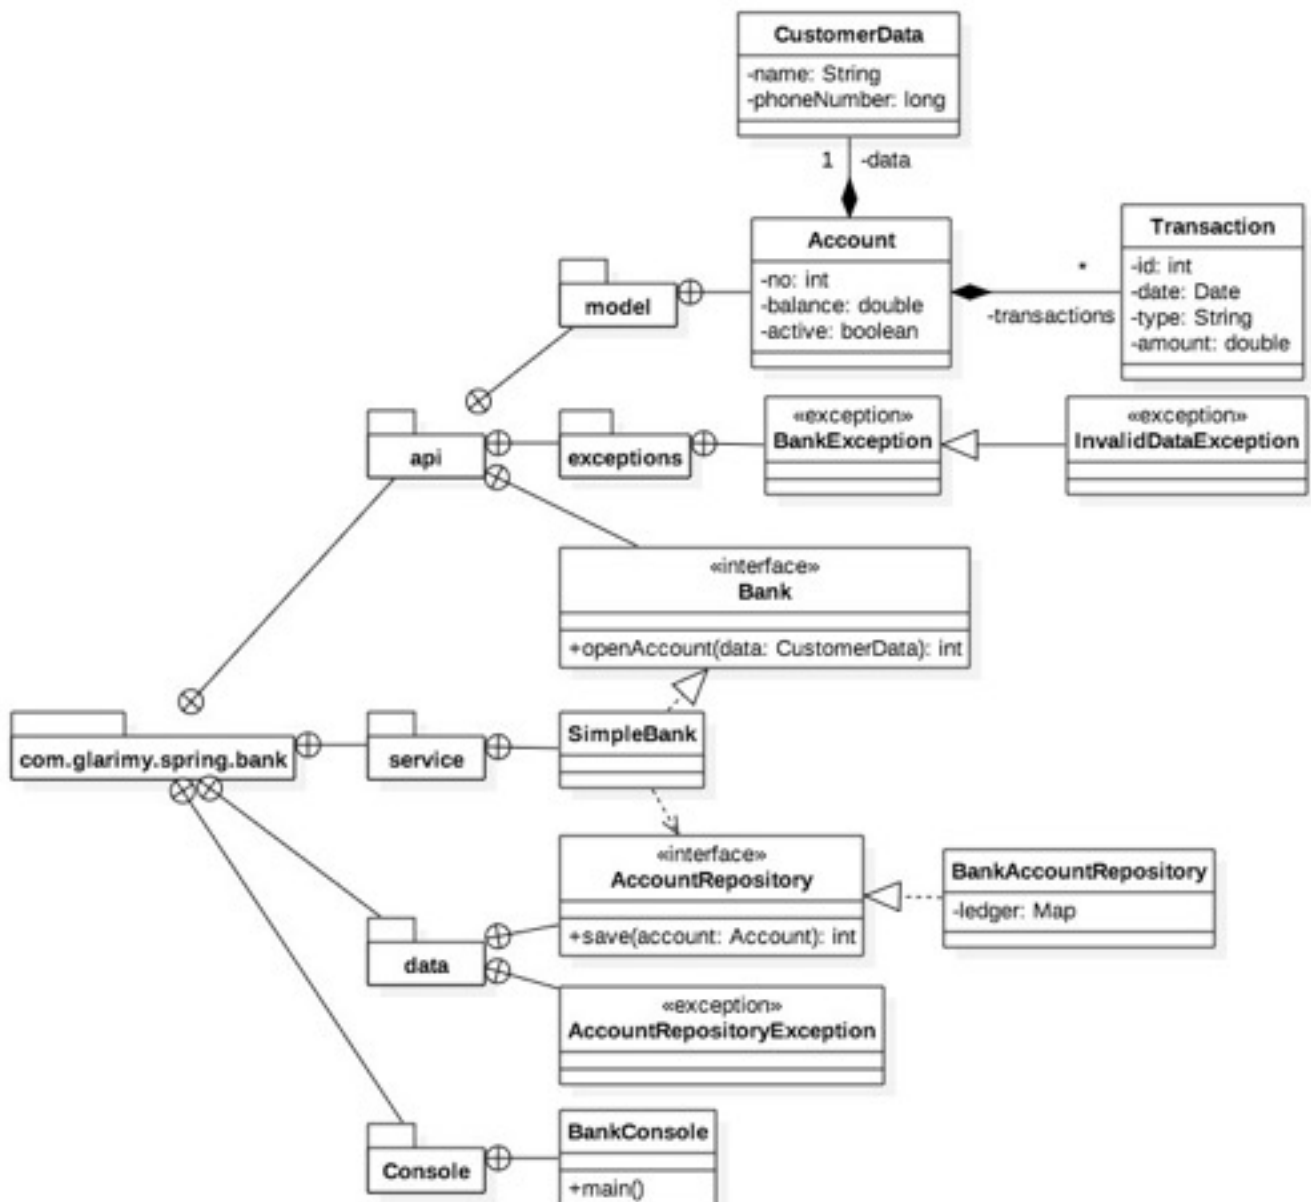 CustomerData
-name: String
-phoneNumber: long
1 -data
Account
-no: int
-balance: double
-active: boolean
*
-transactions
Transaction
-id: int
-date: Date
-type: String
-amount: double
model
api
exceptions
«exception»
BankException
«exception»
InvalidDataException
«interface»
Bank
+openAccount(data: CustomerData): int
com.glarimy.spring.bank
service
SimpleBank
«interface»
AccountRepository
+save(account: Account): int
BankAccountRepository
-ledger: Map
data
«exception»
AccountRepositoryException
Console
BankConsole
+main()